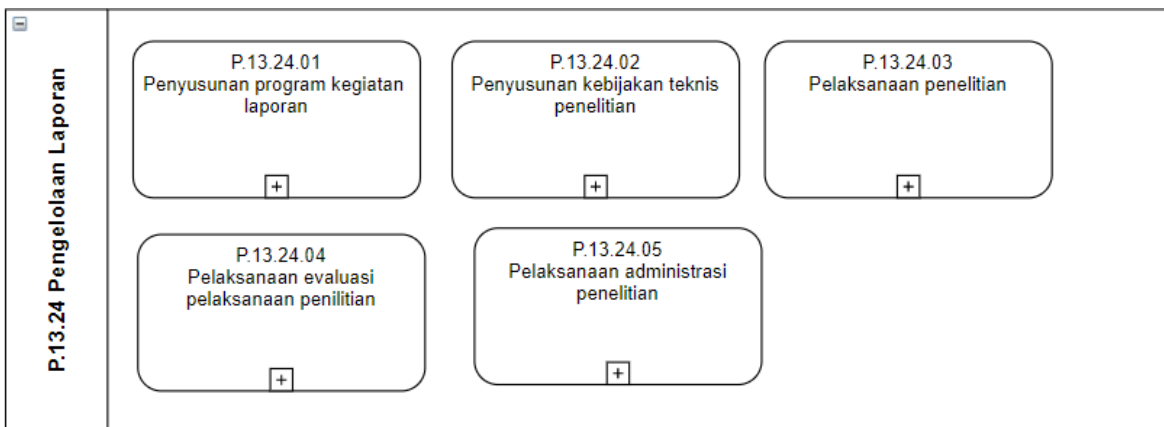 P.13.24 Pengelolaan Laporan
P.13.24.01
Penyusunan program kegiatan
laporan
P.13.24.02
Penyusunan kebijakan teknis
penelitian
P.13.24.03
Pelaksanaan penelitian
P.13.24.04
Pelaksanaan evaluasi
pelaksanaan penilitian
P.13.24.05
Pelaksanaan administrasi
penelitian